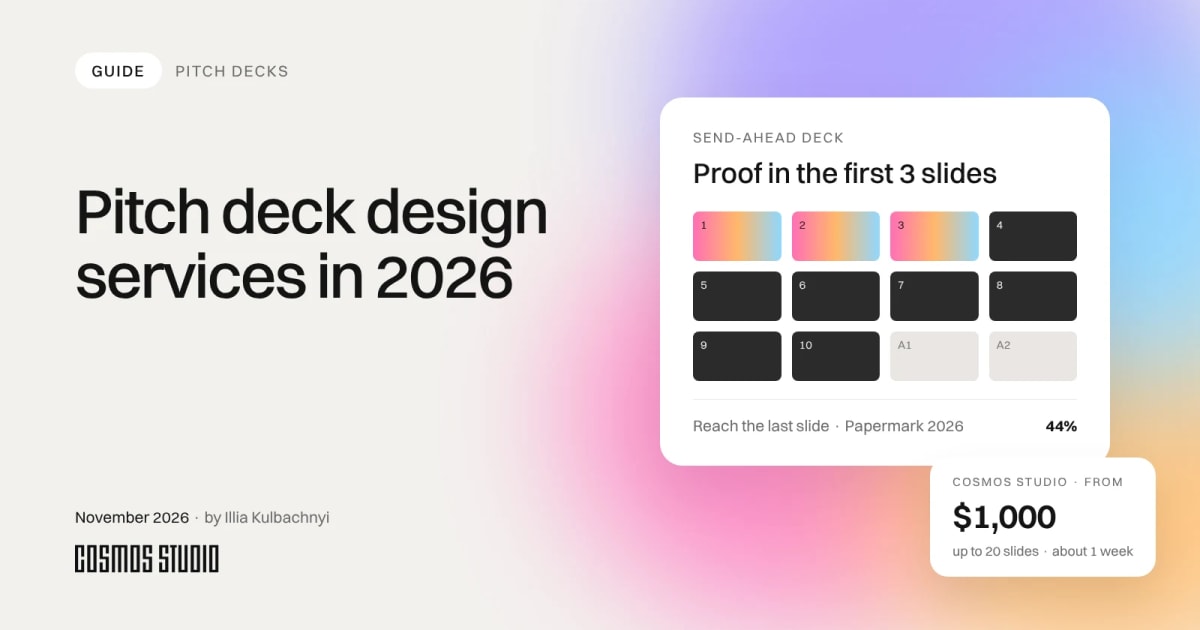 GUIDE PITCH DECKS
Pitch deck design
services in 2026
November 2026 · by Illia Kulbachnyi
COSMOS STUDIO
SEND-AHEAD DECK
Proof in the first 3 slides
1 2 3 4
5 6 7 8
9 10 A1 A2
Reach the last slide · Papermark 2026 44%
COSMOS STUDIO · FROM
$1,000
up to 20 slides · about 1 week